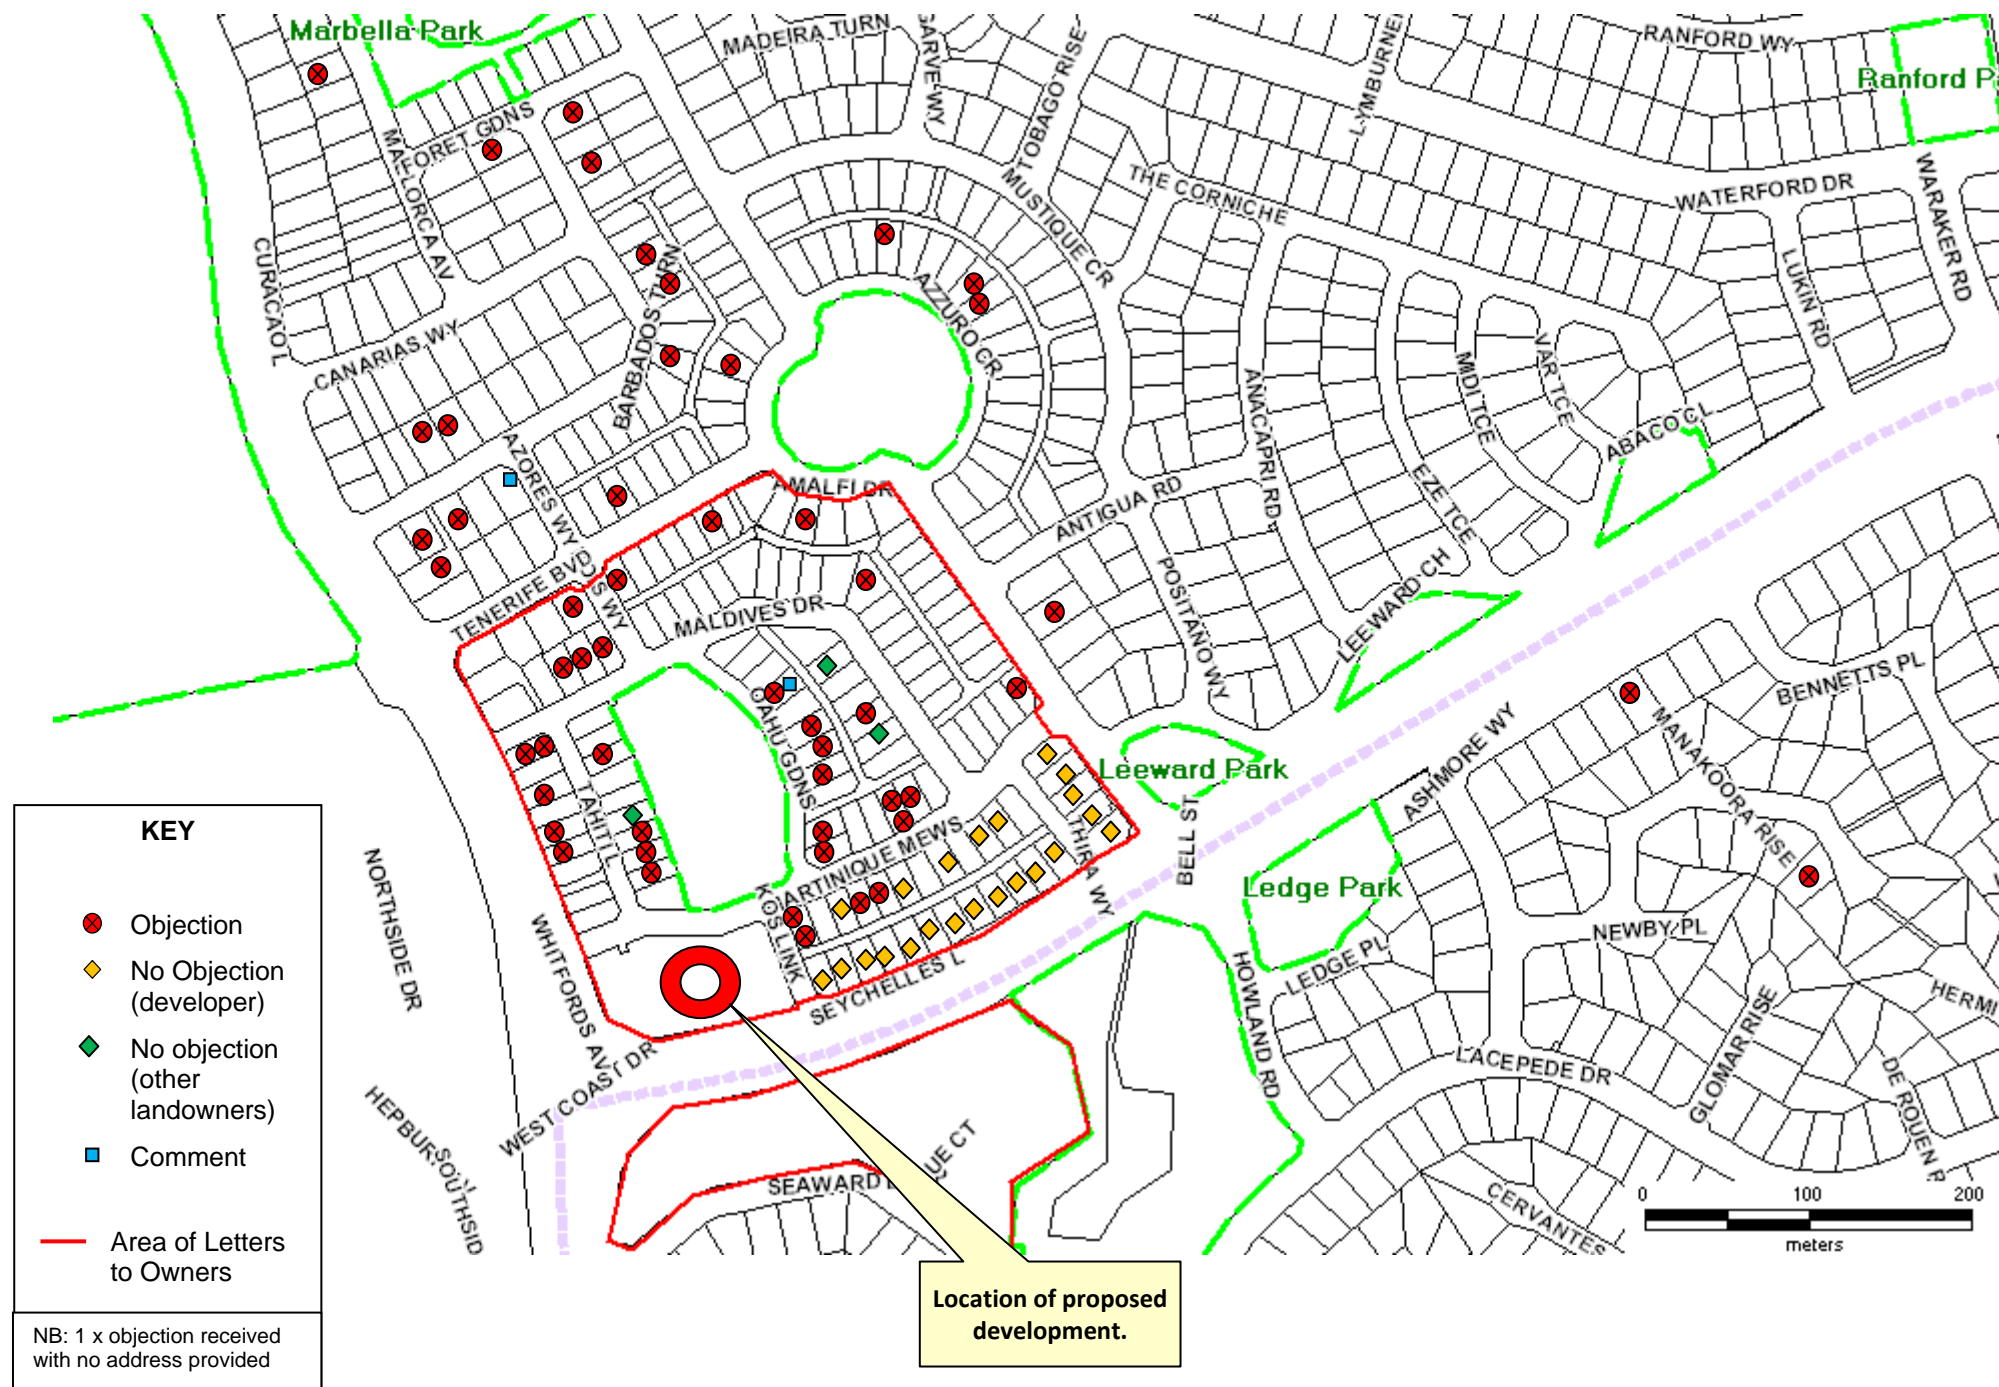 Marbella Park
MADEIRA TURN
GARVEY WY
TOBAGO RISE
LYMBURNER
RANFORD WY
Ranford Pa
MALLORCA AV
FORET GDNS
MUSTIQUE CR
THE CORNICHE
WATERFORD DR
WARAKER RD
LUKIN RD
CURACAO L
CANARIAS WY
BARBADOS TURN
AZZURO CR
ANACAPRI RD
MIDI TCE
VAR TCE
ABACO CL
EZE TCE
AZORES WY
AMALFI DR
ANTIGUA RD
TENERIFE BVD
WY
MALDIVES DR
POSITANO WY
LEEWARD CH
OAHU GDNS
TAHITI L
Leeward Park
BELL ST
ASHMORE WY
MANAKOORA RISE
BENNETTS PL
MARTINIQUE MEWS
THIRA WY
KOS LINK
SEYCHELLES L
Ledge Park
LEDGE PL
NEWBY PL
HERMI
NORTHSIDE DR
WHITFORDS AV
WEST COAST DR
HOWLAND RD
LACEPEDE DR
GLOMAR RISE
DE ROUEN R
HEPBUR
SOUTHSID
SEAWARD
UE CT
CERVANTES
KEY
Objection
No Objection
(developer)
No objection
(other
landowners)
Comment
Area of Letters
to Owners
NB: 1 x objection received
with no address provided
Location of proposed
development.
0 100 200
meters